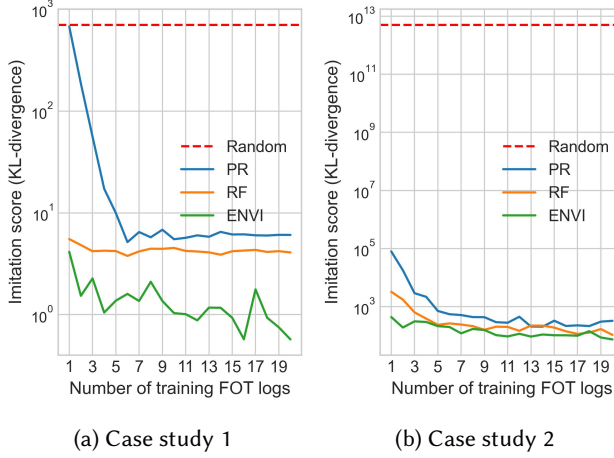 Imitation score (KL-divergence)
10^3
10^2
10^1
10^0
Random
PR
RF
ENVI
1 3 5 7 9 11 13 15 17 19
Number of training FOT logs
(a) Case study 1
Imitation score (KL-divergence)
10^13
10^11
10^9
10^7
10^5
10^3
Random
PR
RF
ENVI
1 3 5 7 9 11 13 15 17 19
Number of training FOT logs
(b) Case study 2